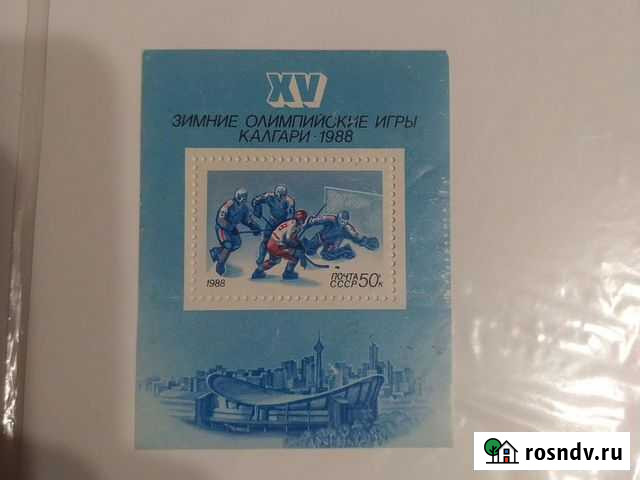 XV
ЗИМНИЕ ОЛИМПИЙСКИЕ ИГРЫ
КАЛГАРИ · 1988
1988
ПОЧТА
СССР 50к
rosndv.ru